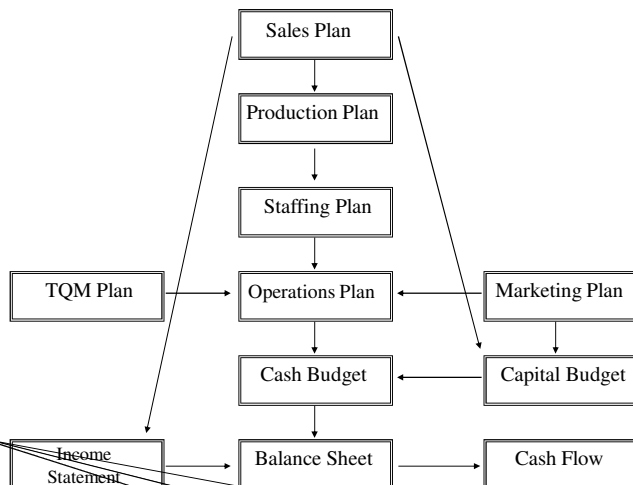 Sales Plan
Production Plan
Staffing Plan
TQM Plan
Operations Plan
Marketing Plan
Cash Budget
Capital Budget
Income
Statement
Balance Sheet
Cash Flow